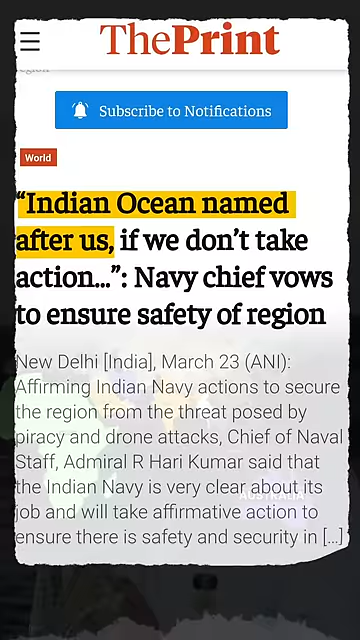 ThePrint
region
Subscribe to Notifications
World
“Indian Ocean named
after us, if we don’t take
action...”: Navy chief vows
to ensure safety of region
New Delhi [India], March 23 (ANI):
Affirming Indian Navy actions to secure
the region from the threat posed by
piracy and drone attacks, Chief of Naval
Staff, Admiral R Hari Kumar said that
the Indian Navy is very clear about its
AUSTRALIA
job and will take affirmative action to
ensure there is safety and security in [...]